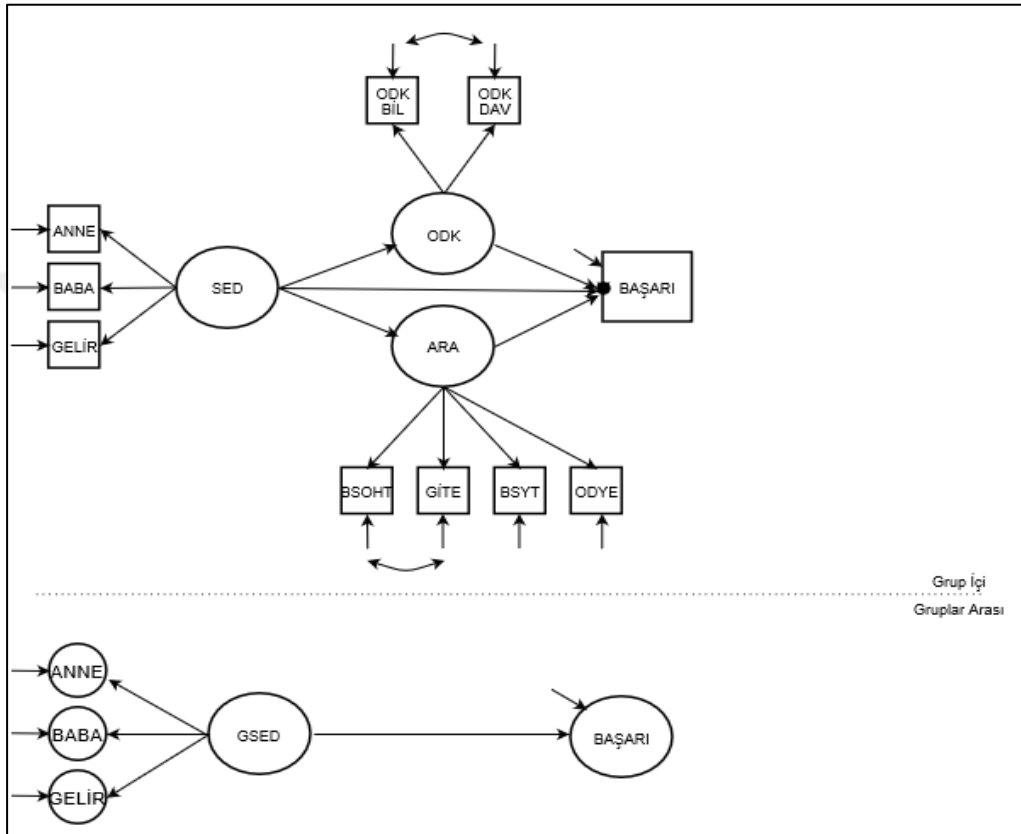 ODK
BİL
ODK
DAV
ANNE
ODK
BABA
SED
BAŞARI
GELİR
ARA
BSOHT
GİTE
BSYT
ODYE
Grup İçi
Gruplar Arası
ANNE
BABA
GSED
BAŞARI
GELİR